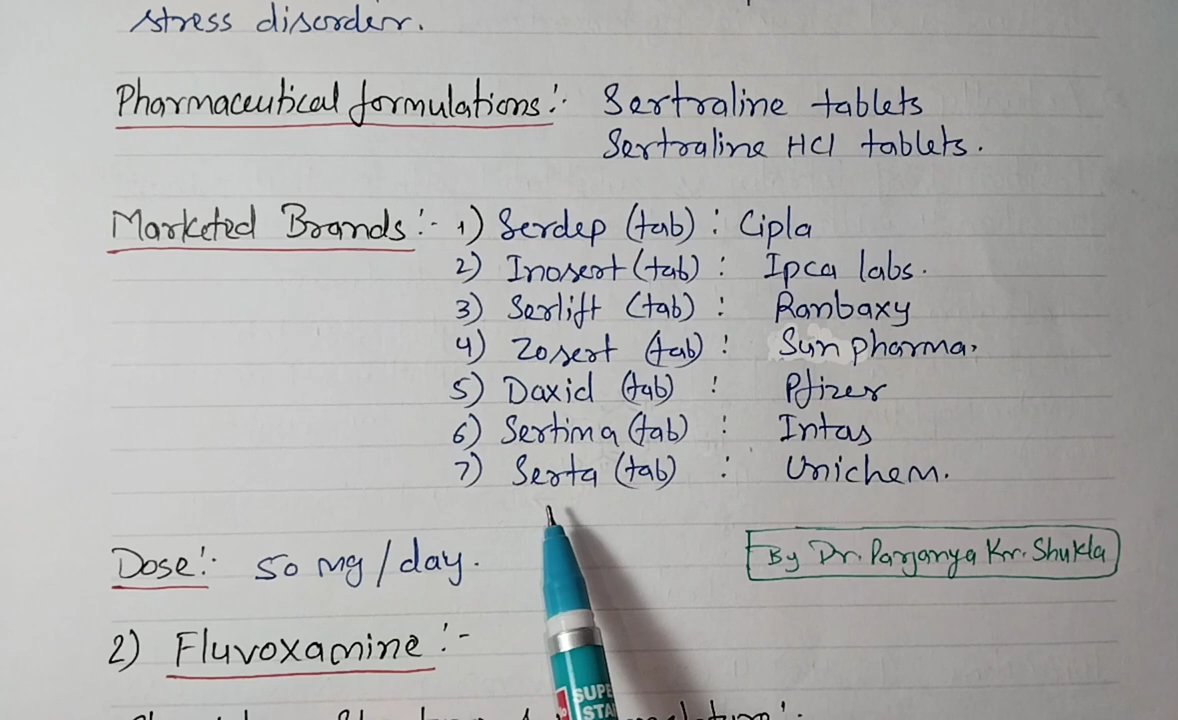 stress disorder.
Pharmaceutical formulations:- Sertraline tablets
Sertraline HCl tablets.
Marketed Brands:- 1) Serdep (tab) : Cipla
2) Inosert (tab) : Ipca labs.
3) Serlift (tab) : Ranbaxy
4) Zosert (tab) : Sun pharma.
5) Daxid (tab) : Pfizer
6) Sertima (tab) : Intas
7) Serta (tab) : Unichem.
Dose:- 50 mg/day.
By Dr. Parjanya Kr. Shukla
2) Fluvoxamine:-
SUPE
STA